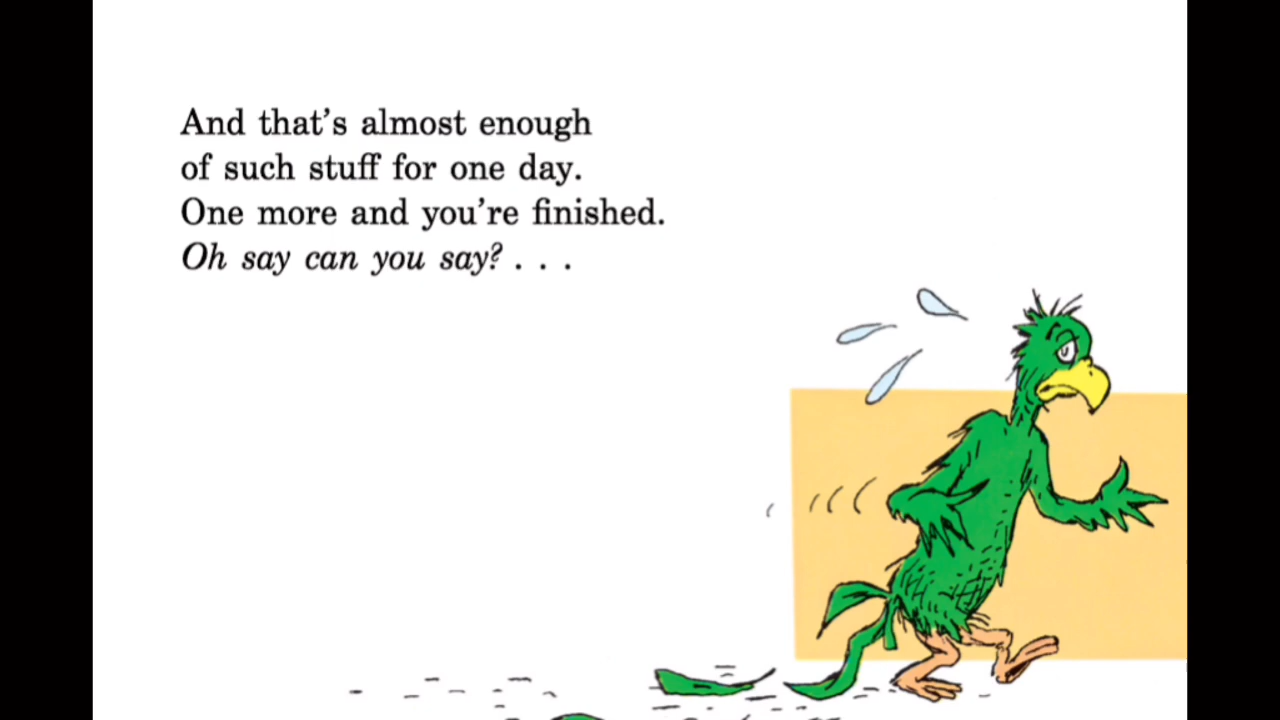 And that's almost enough
of such stuff for one day.
One more and you're finished.
Oh say can you say? . . .